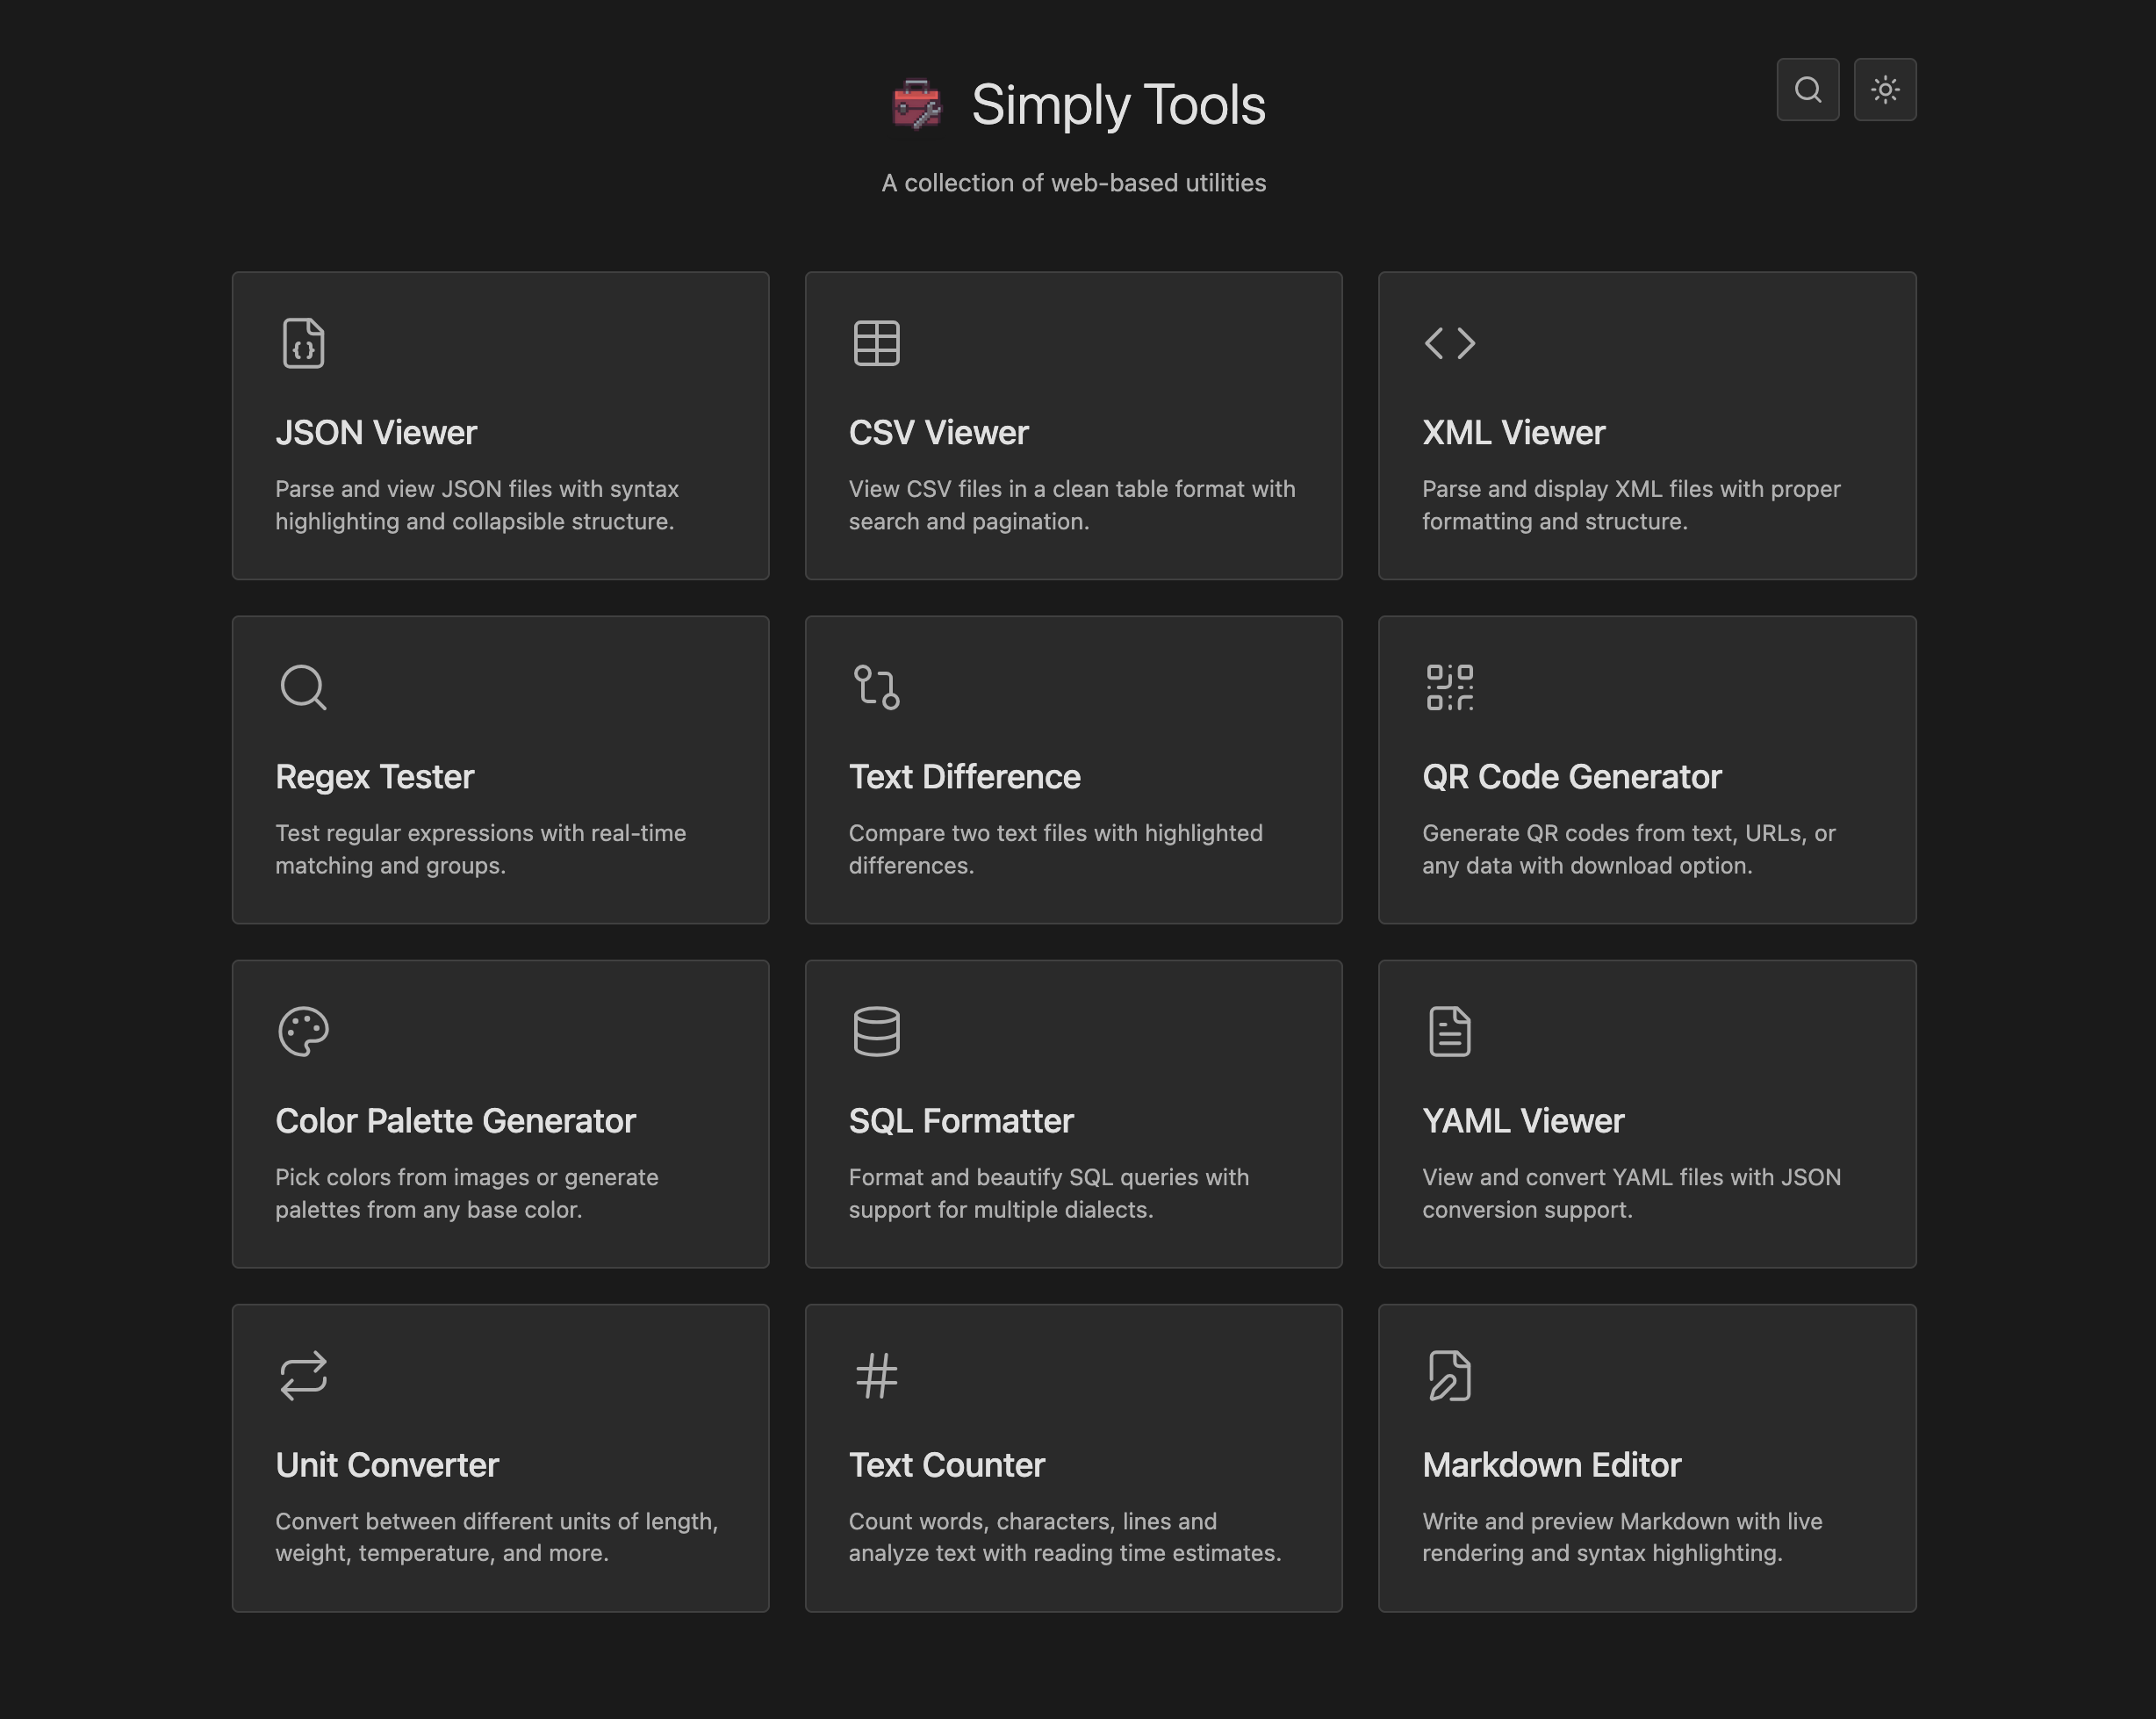 Simply Tools
A collection of web-based utilities
JSON Viewer
Parse and view JSON files with syntax
highlighting and collapsible structure.
CSV Viewer
View CSV files in a clean table format with
search and pagination.
XML Viewer
Parse and display XML files with proper
formatting and structure.
Regex Tester
Test regular expressions with real-time
matching and groups.
Text Difference
Compare two text files with highlighted
differences.
QR Code Generator
Generate QR codes from text, URLs, or
any data with download option.
Color Palette Generator
Pick colors from images or generate
palettes from any base color.
SQL Formatter
Format and beautify SQL queries with
support for multiple dialects.
YAML Viewer
View and convert YAML files with JSON
conversion support.
Unit Converter
Convert between different units of length,
weight, temperature, and more.
Text Counter
Count words, characters, lines and
analyze text with reading time estimates.
Markdown Editor
Write and preview Markdown with live
rendering and syntax highlighting.